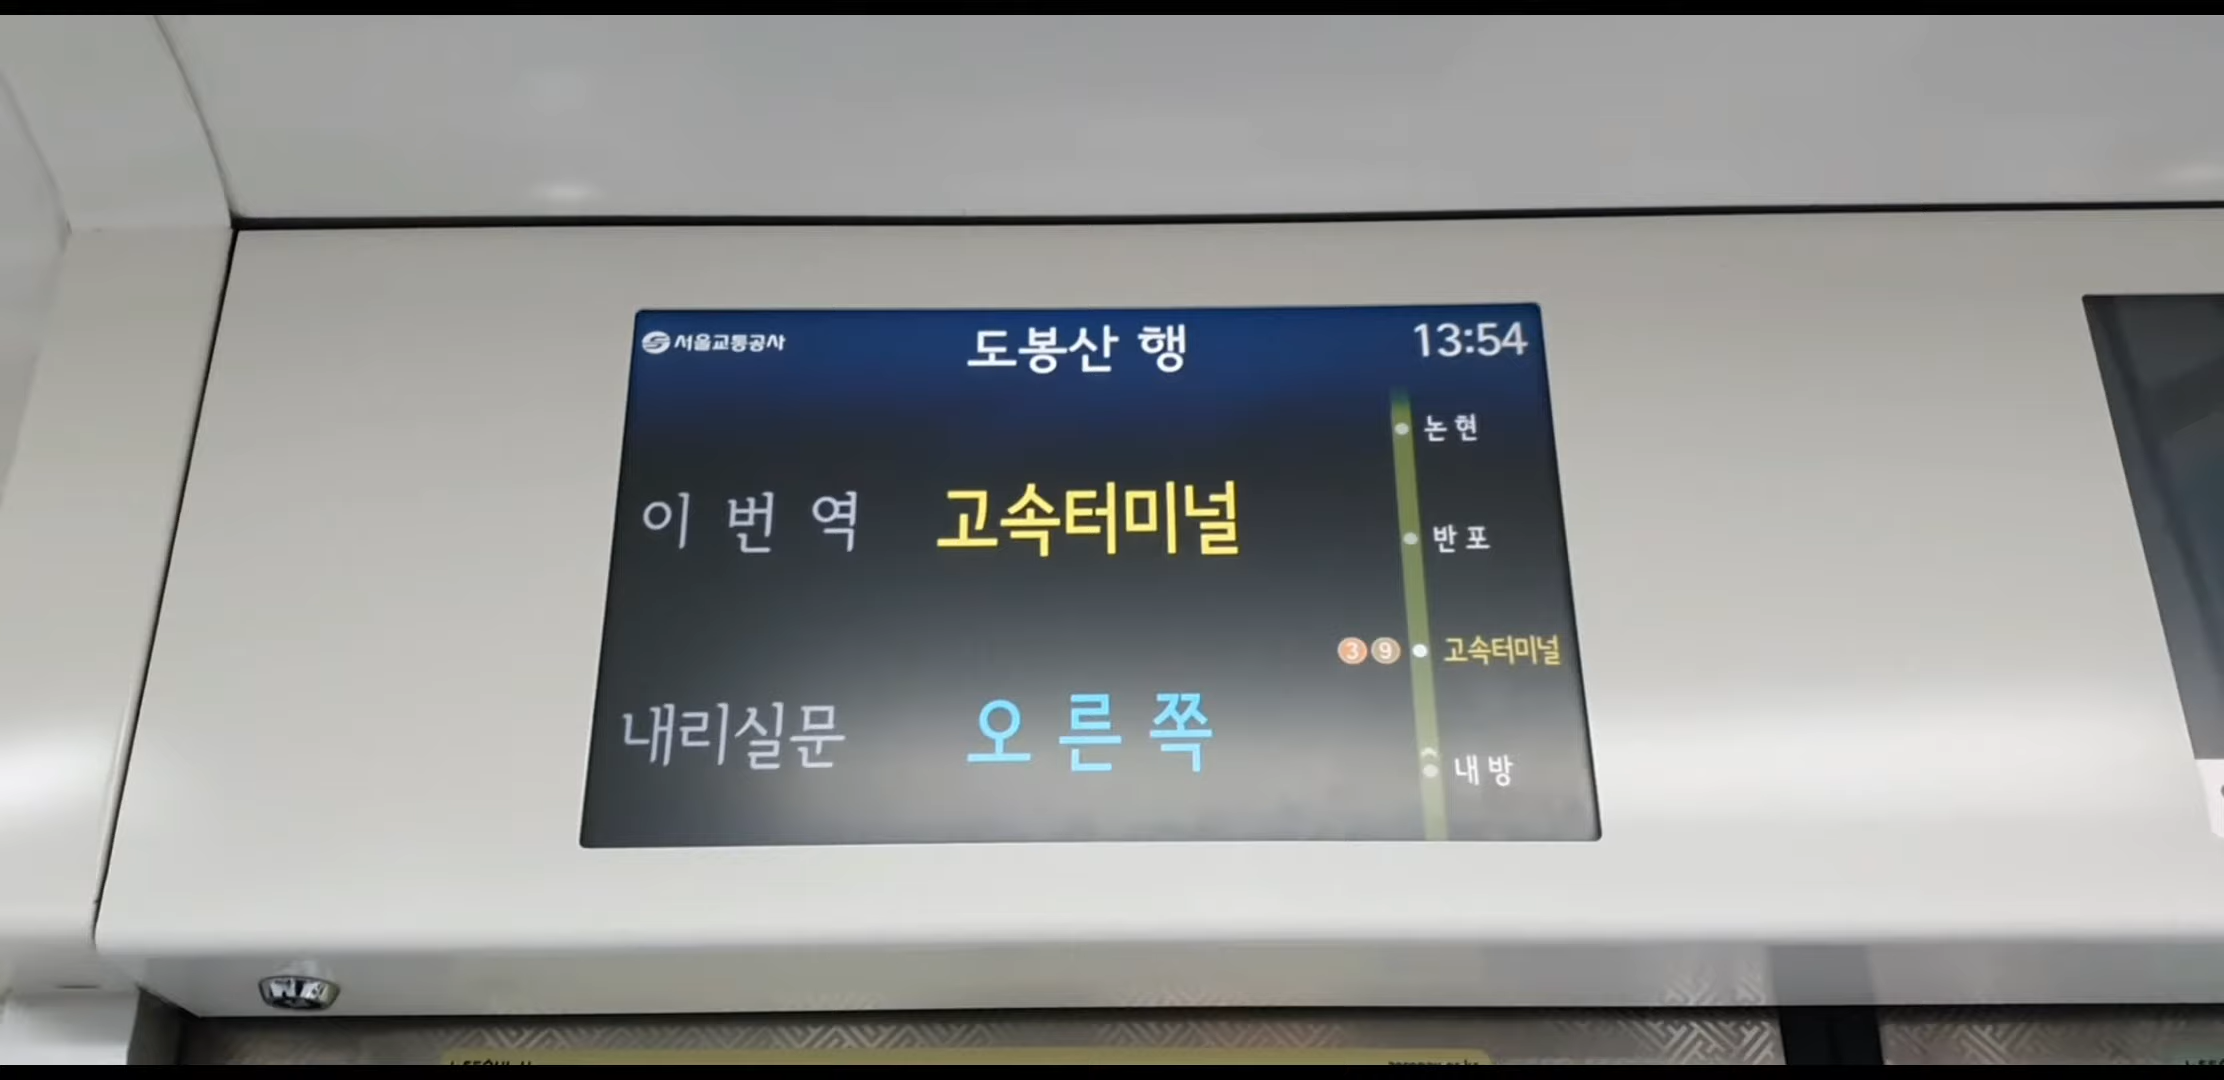 서울교통공사
도봉산 행
13:54
이 번 역 고속터미널
내리실문 오 른 쪽
논 현
반 포
3 9 고속터미널
내 방